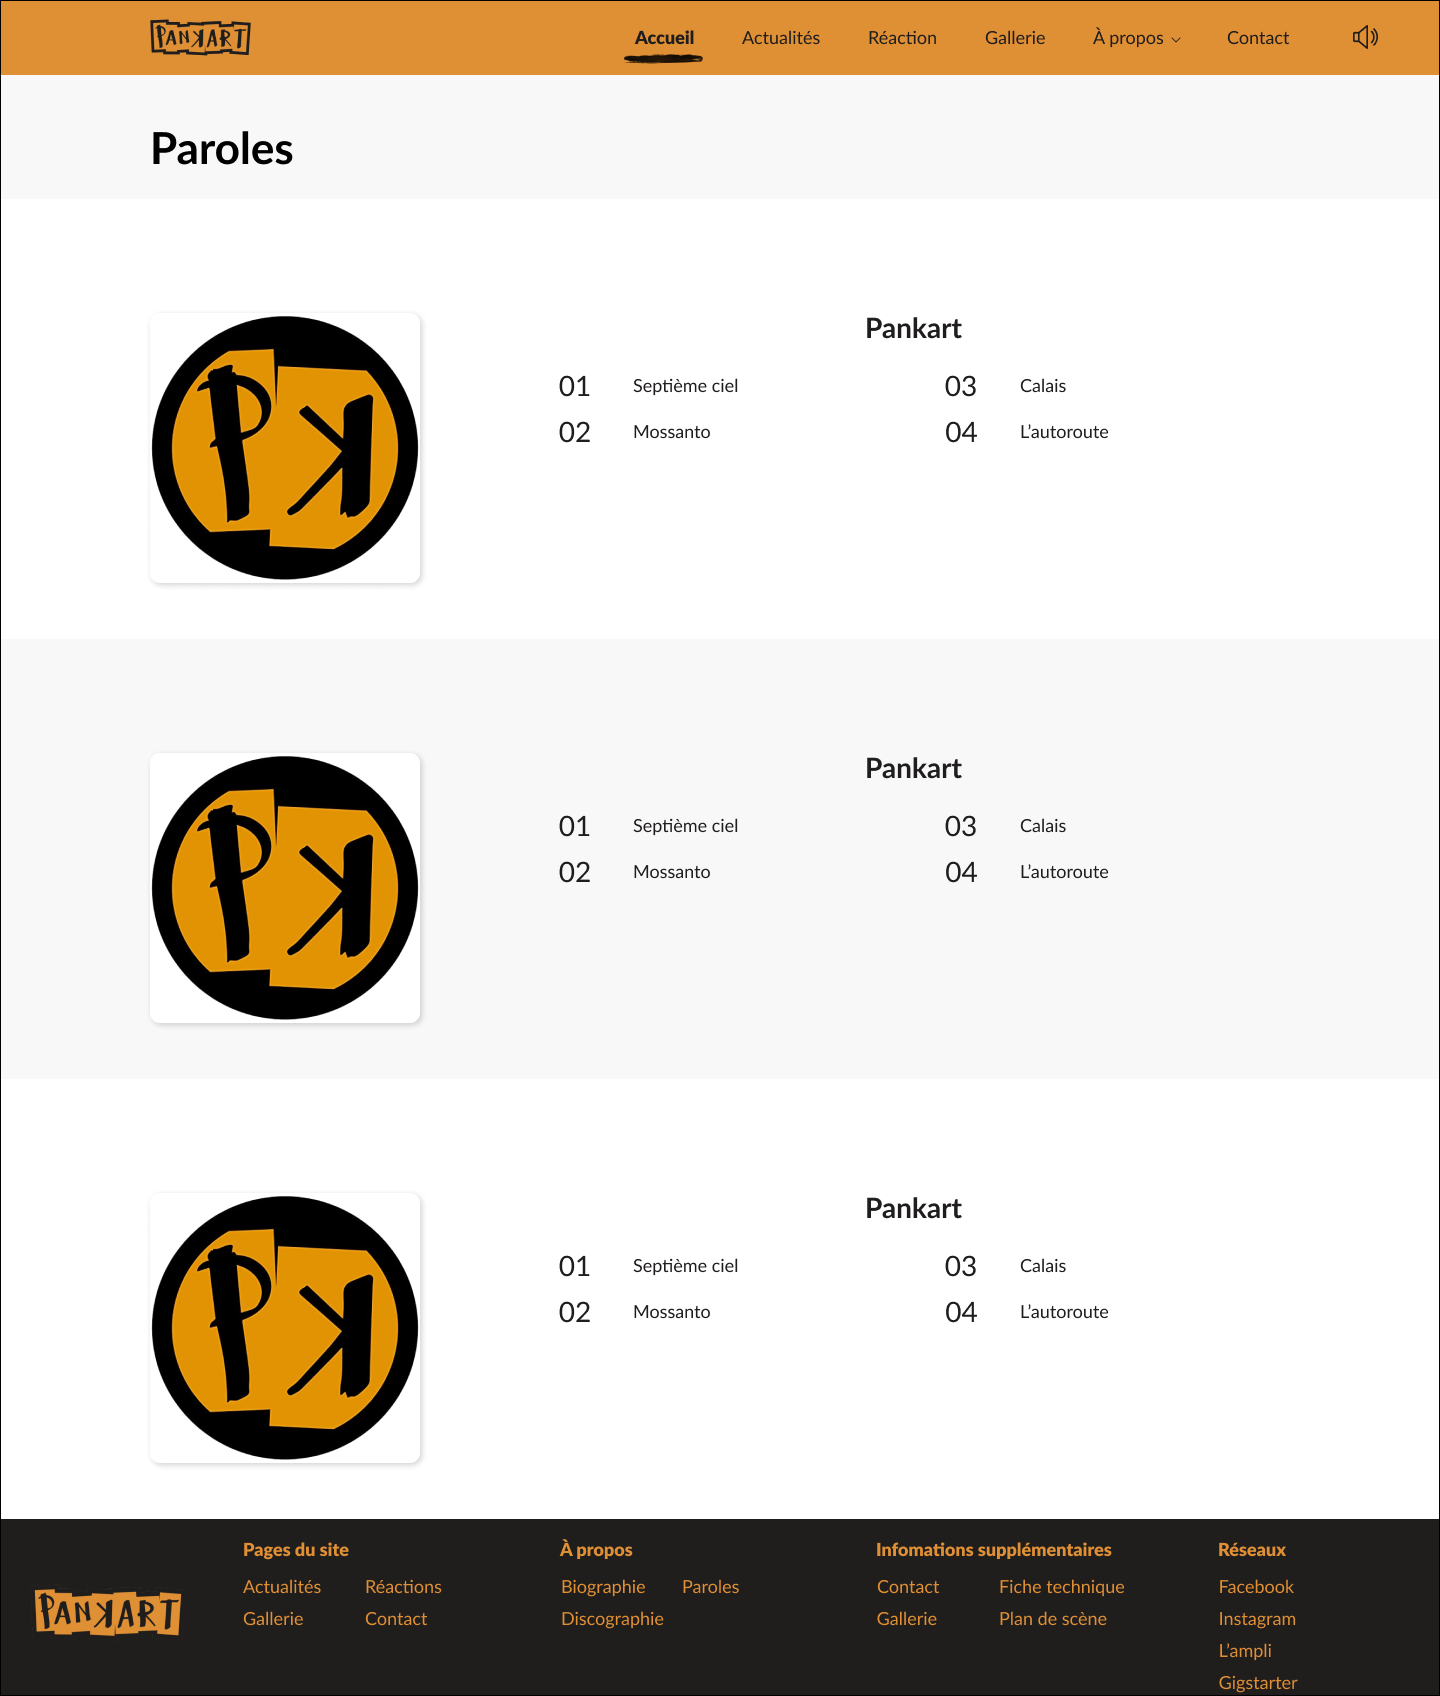 PANKART
Accueil Actualités Réaction Gallerie À propos Contact
Paroles
Pankart
01 Septième ciel 03 Calais
02 Mossanto 04 L'autoroute
PK
Pankart
01 Septième ciel 03 Calais
02 Mossanto 04 L'autoroute
PK
Pankart
01 Septième ciel 03 Calais
02 Mossanto 04 L'autoroute
PK
Pages du site À propos Infomations supplémentaires Réseaux
Actualités Réactions Biographie Paroles Contact Fiche technique Facebook
PANKART
Gallerie Contact Discographie Gallerie Plan de scène Instagram
L'ampli
Gigstarter